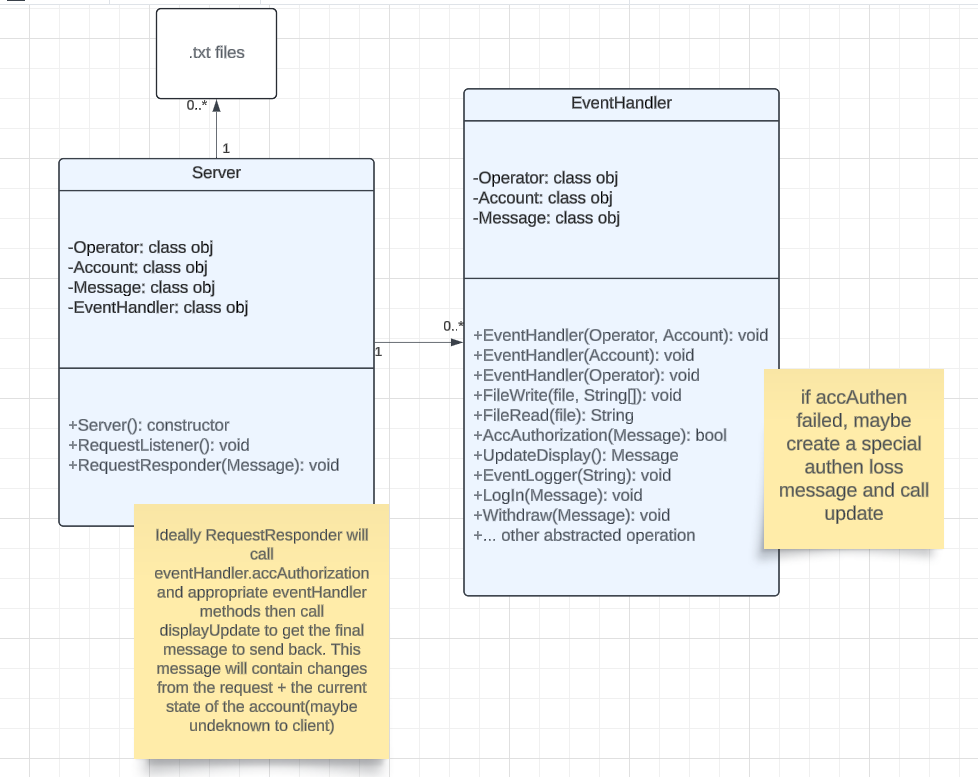 .txt files
0..*
1
Server
-Operator: class obj
-Account: class obj
-Message: class obj
-EventHandler: class obj
+Server(): constructor
+RequestListener(): void
+RequestResponder(Message): void
Ideally RequestResponder will
call
eventHandler.accAuthorization
and appropriate eventHandler
methods then call
displayUpdate to get the final
message to send back. This
message will contain changes
from the request + the current
state of the account(maybe
undeknown to client)
1
0..*
EventHandler
-Operator: class obj
-Account: class obj
-Message: class obj
+EventHandler(Operator, Account): void
+EventHandler(Account): void
+EventHandler(Operator): void
+FileWrite(file, String[]): void
+FileRead(file): String
+AccAuthorization(Message): bool
+UpdateDisplay(): Message
+EventLogger(String): void
+LogIn(Message): void
+Withdraw(Message): void
+... other abstracted operation
if accAuthen
failed, maybe
create a special
authen loss
message and call
update